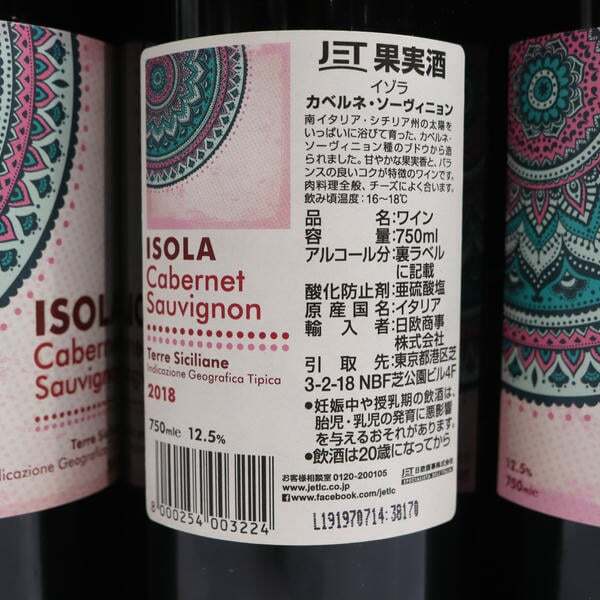 JET 果実酒
イゾラ
カベルネ・ソーヴィニョン
南イタリア・シチリア州の太陽を
いっぱいに浴びて育った、カベルネ・
ソーヴィニヨン種のブドウから造
られました。甘やかな果実香と、バラ
ンスの良いコクが特徴のワインです。
肉料理全般、チーズによく合います。
飲み頃温度：16〜18℃
品名：ワイン
容量：750ml
アルコール分：裏ラベル
に記載
酸化防止剤：亜硫酸塩
原産国名：イタリア
輸入者：日欧商事
株式会社
引取先：東京都港区芝
3-2-18 NBF芝公園ビル4F
●妊娠中や授乳期の飲酒は、
胎児・乳児の発育に悪影響
を与えるおそれがあります。
●飲酒は20歳になってから
JET 日欧商事株式会社
お客様相談室 0120-200105
www.jetlc.co.jp
www.facebook.com/jetlc
L191970714:38170
ISOLA
Cabernet
Sauvignon
Terre Siciliane
Indicazione Geografica Tipica
2018
750ml e 12.5%
8 000254 003224
ISOLA
Cabern
Sauvign
Terre Si
dicazione Geograf
12.5%
750ml e